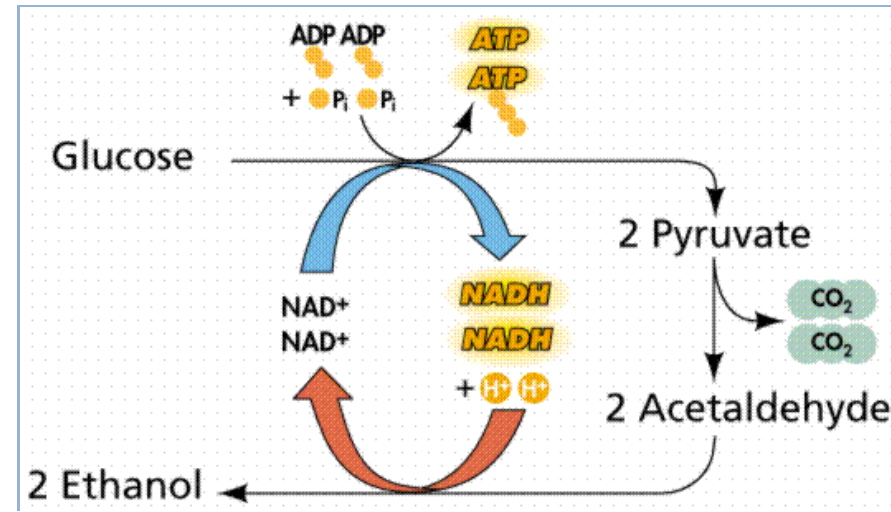 ADP ADP
ATP
ATP
+ Pi Pi
Glucose
2 Pyruvate
NAD+
NAD+
NADH
NADH
CO2
CO2
+ H+ H+
2 Acetaldehyde
2 Ethanol